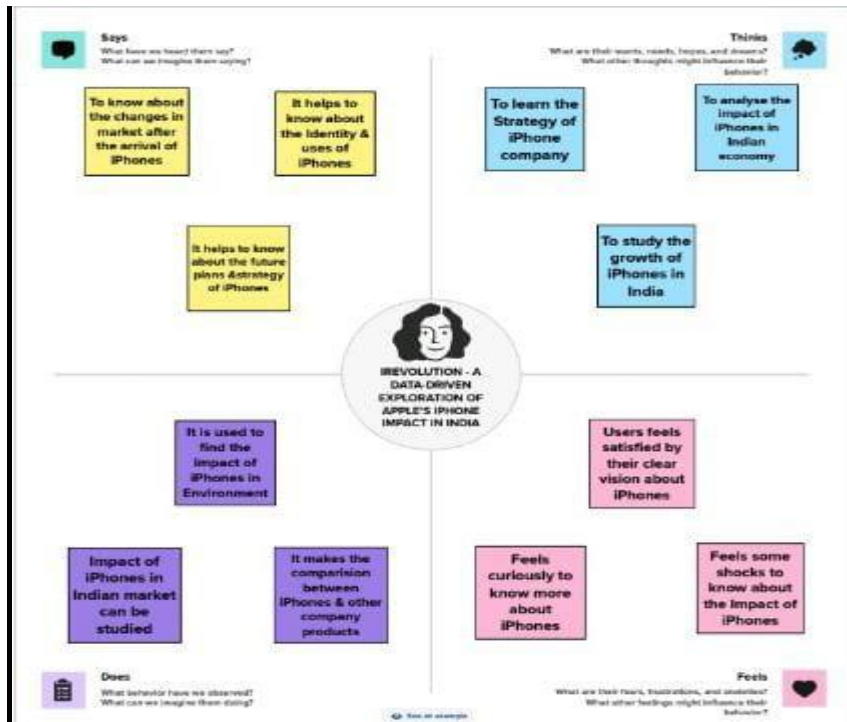 Says
What have we heard them say?
What can we imagine them saying?
Thinks
What are their wants, needs, hopes, and dreams?
What other thoughts might influence their
behavior?
To know about
the changes in
market after
the arrival of
iPhones
It helps to
know about
the Identity &
uses of
iPhones
It helps to know
about the future
plans &strategy
of iPhones
To learn the
Strategy of
iPhone
company
To analyse the
impact of
iPhones in
Indian
economy
To study the
growth of
iPhones in
India
IREVOLUTION - A
DATA-DRIVEN
EXPLORATION OF
APPLE'S IPHONE
IMPACT IN INDIA
It is used to
find the
impact of
iPhones in
Environment
Impact of
iPhones in
Indian market
can be
studied
It makes the
comparision
between
iPhones & other
company
products
Users feels
satisfied by
their clear
vision about
iPhones
Feels
curiously to
know more
about
iPhones
Feels some
shocks to
know about
the Impact of
iPhones
Does
What behavior have we observed?
What can we imagine them doing?
Feels
What are their fears, frustrations, and anxieties?
What other feelings might influence their
behavior?
See an example